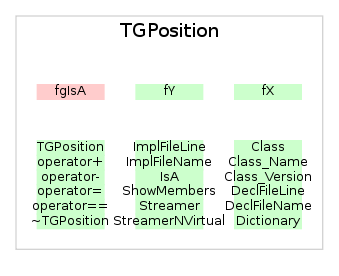 TGPosition
fgIsA fY fX
TGPosition ImplFileLine Class
operator+ ImplFileName Class_Name
operator- IsA Class_Version
operator= ShowMembers DeclFileLine
operator== Streamer DeclFileName
~TGPosition StreamerNVirtual Dictionary